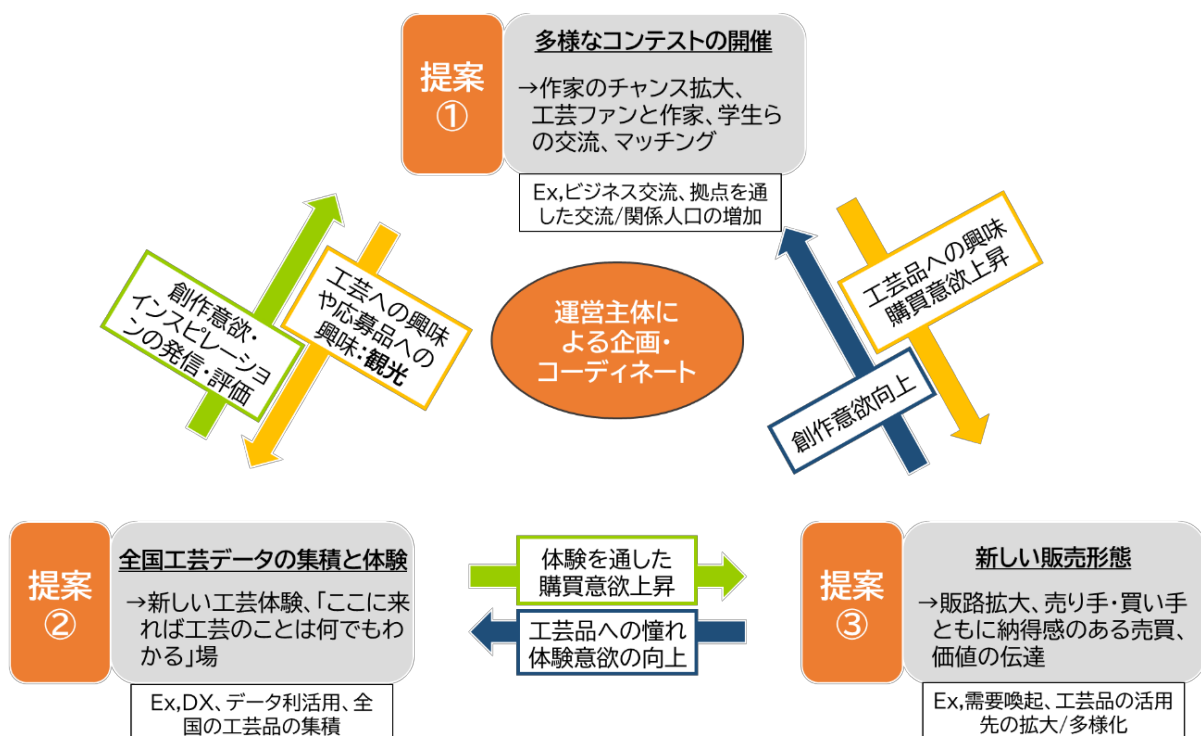 提案
①
多様なコンテストの開催
→作家のチャンス拡大、
工芸ファンと作家、学生ら
の交流、マッチング
Ex,ビジネス交流、拠点を通
した交流/関係人口の増加
創作意欲・
インスピレーショ
ンの発信・評価
工芸への興味
や応募品への
興味：観光
運営主体に
よる企画・
コーディネート
工芸品への興味
購買意欲上昇
創作意欲向上
提案
②
全国工芸データの集積と体験
→新しい工芸体験、「ここに来
れば工芸のことは何でもわ
かる」場
Ex,DX、データ利活用、全
国の工芸品の集積
体験を通した
購買意欲上昇
工芸品への憧れ
体験意欲の向上
提案
③
新しい販売形態
→販路拡大、売り手・買い手
ともに納得感のある売買、
価値の伝達
Ex,需要喚起、工芸品の活用
先の拡大/多様化